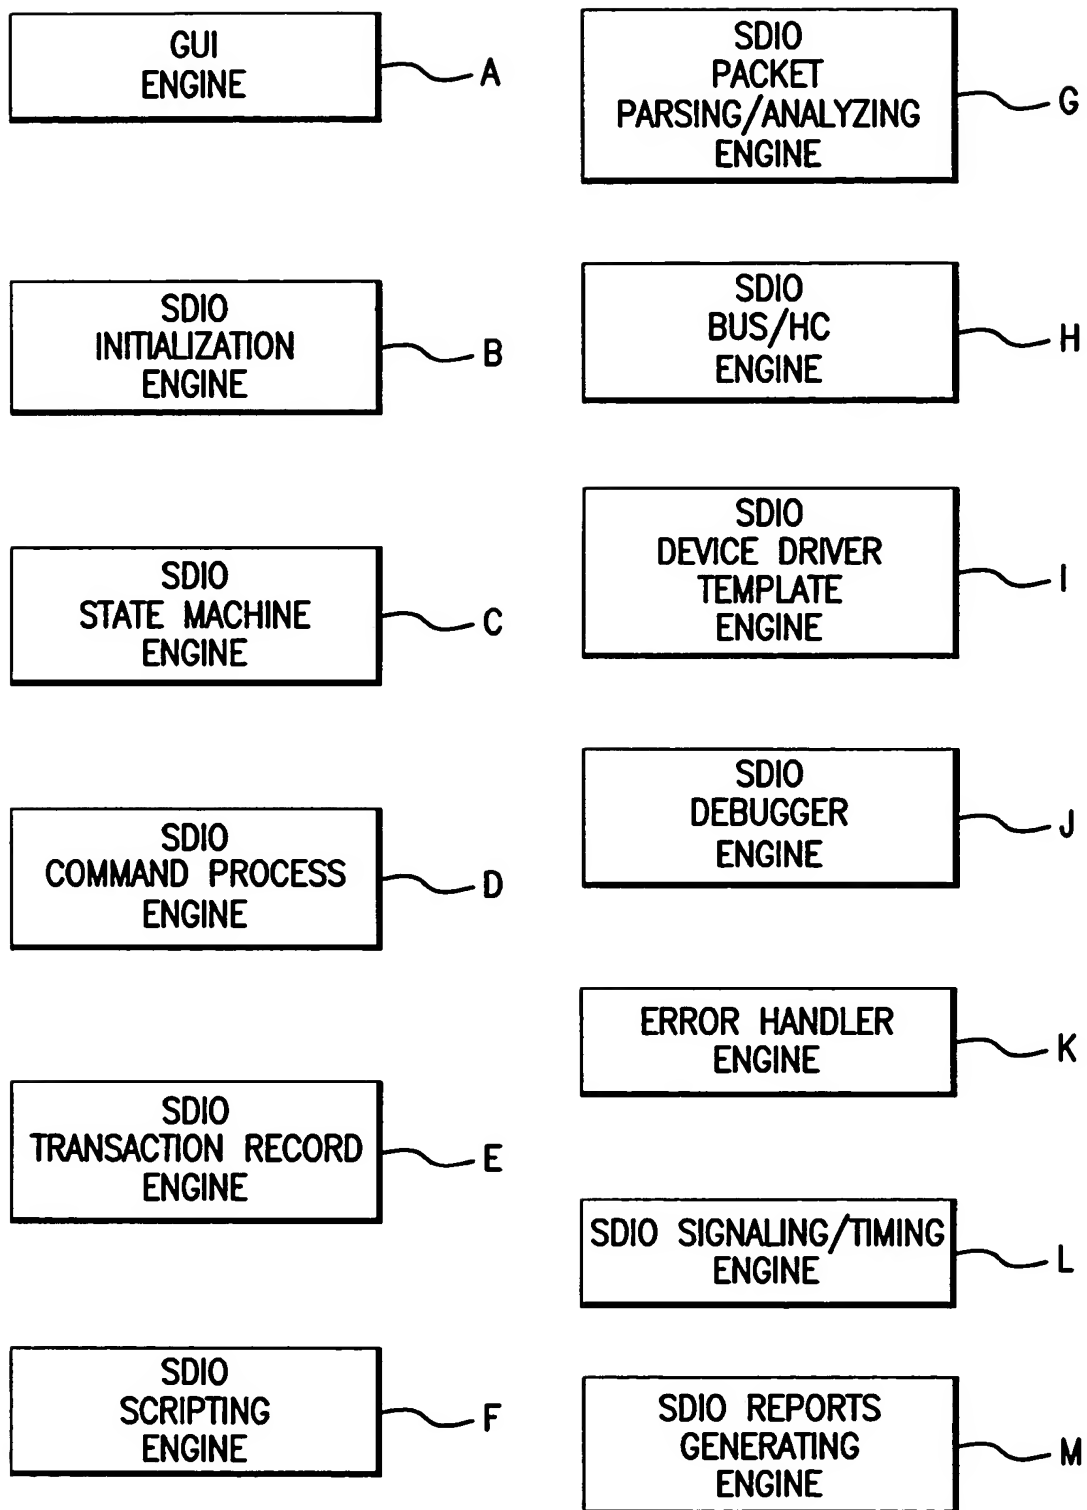 GUI
ENGINE
A
SDIO
INITIALIZATION
ENGINE
B
SDIO
STATE MACHINE
ENGINE
C
SDIO
COMMAND PROCESS
ENGINE
D
SDIO
TRANSACTION RECORD
ENGINE
E
SDIO
SCRIPTING
ENGINE
F
SDIO
PACKET
PARSING/ANALYZING
ENGINE
G
SDIO
BUS/HC
ENGINE
H
SDIO
DEVICE DRIVER
TEMPLATE
ENGINE
I
SDIO
DEBUGGER
ENGINE
J
ERROR HANDLER
ENGINE
K
SDIO SIGNALING/TIMING
ENGINE
L
SDIO REPORTS
GENERATING
ENGINE
M